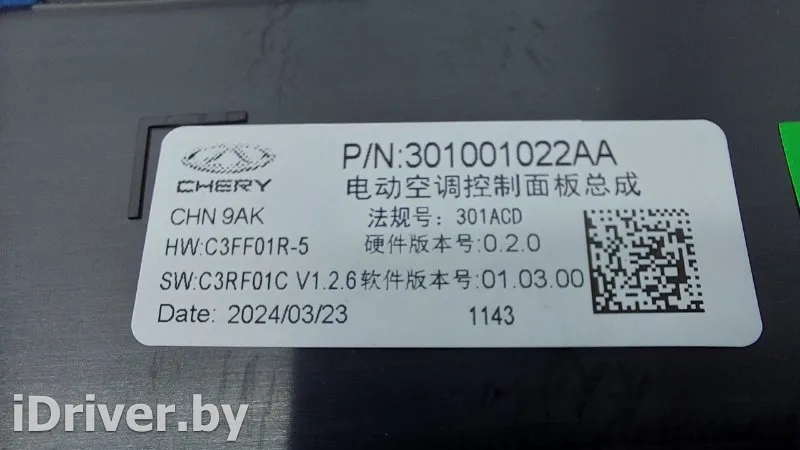 CHERY
P/N:301001022AA
电动空调控制面板总成
CHN 9AK
法规号: 301ACD
HW:C3FF01R-5
硬件版本号:0.2.0
SW:C3RF01C V1.2.6
软件版本号:01.03.00
Date: 2024/03/23
1143
iDriver.by